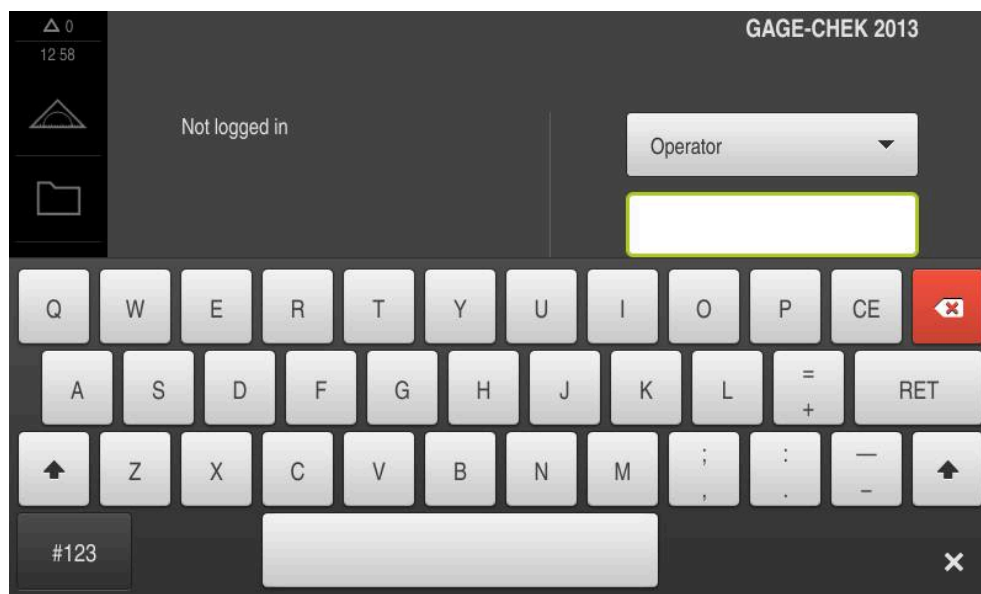 0
GAGE-CHEK 2013
12 58
Not logged in
Operator
Q W E R T Y U I O P CE
A S D F G H J K L = + RET
Z X C V B N M ; , : . — –
#123